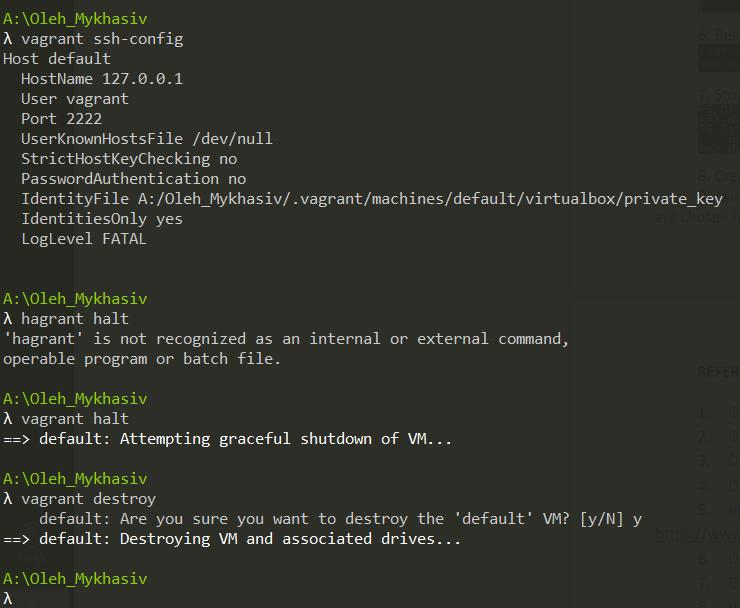 A:\Oleh_Mykhasiv
λ vagrant ssh-config
Host default
  HostName 127.0.0.1
  User vagrant
  Port 2222
  UserKnownHostsFile /dev/null
  StrictHostKeyChecking no
  PasswordAuthentication no
  IdentityFile A:/Oleh_Mykhasiv/.vagrant/machines/default/virtualbox/private_key
  IdentitiesOnly yes
  LogLevel FATAL
A:\Oleh_Mykhasiv
λ hagrant halt
'hagrant' is not recognized as an internal or external command,
operable program or batch file.
A:\Oleh_Mykhasiv
λ vagrant halt
==> default: Attempting graceful shutdown of VM...
A:\Oleh_Mykhasiv
λ vagrant destroy
    default: Are you sure you want to destroy the 'default' VM? [y/N] y
==> default: Destroying VM and associated drives...
A:\Oleh_Mykhasiv
λ